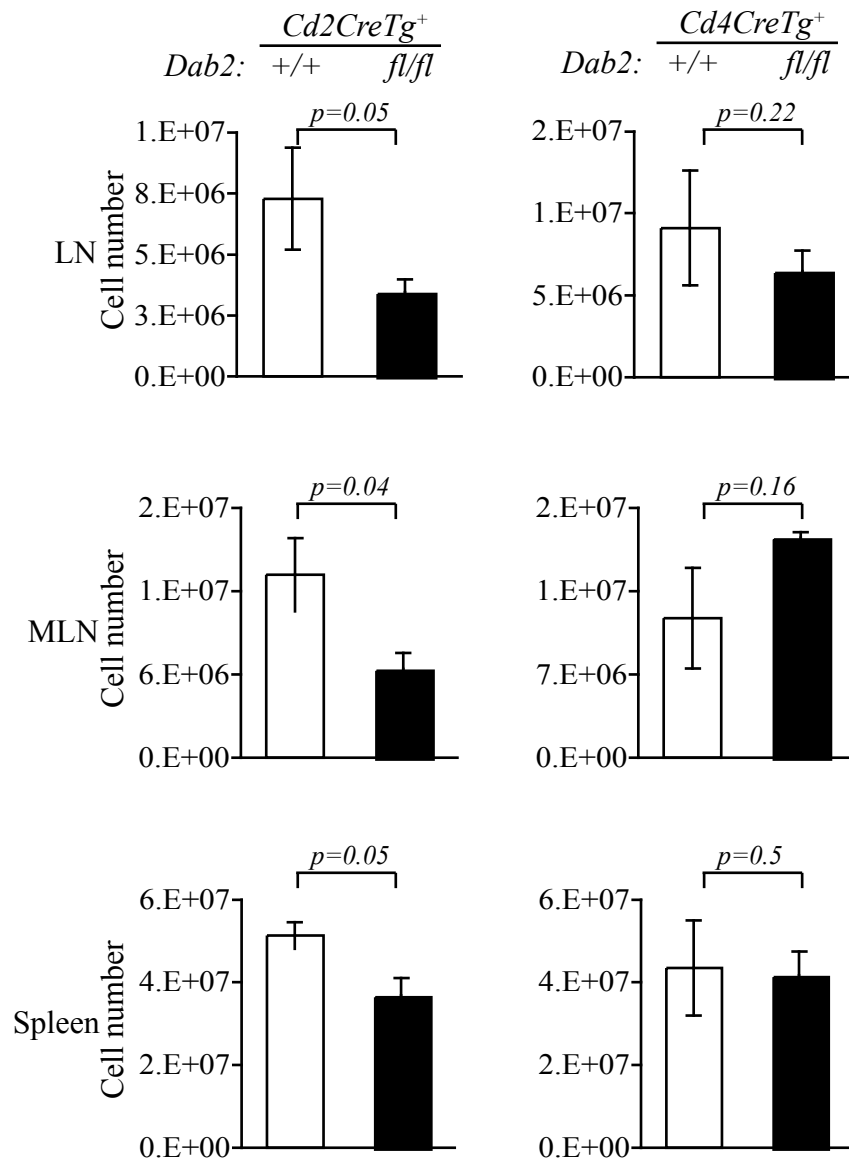 Cd2CreTg+ Cd4CreTg+
Dab2: +/+ fl/fl Dab2: +/+ fl/fl
p=0.05
1.E+07
8.E+06
5.E+06
3.E+06
0.E+00
LN
Cell number
p=0.22
2.E+07
1.E+07
5.E+06
0.E+00
p=0.04
2.E+07
1.E+07
6.E+06
0.E+00
MLN
Cell number
p=0.16
2.E+07
1.E+07
7.E+06
0.E+00
p=0.05
6.E+07
4.E+07
2.E+07
0.E+00
Spleen
Cell number
p=0.5
6.E+07
4.E+07
2.E+07
0.E+00